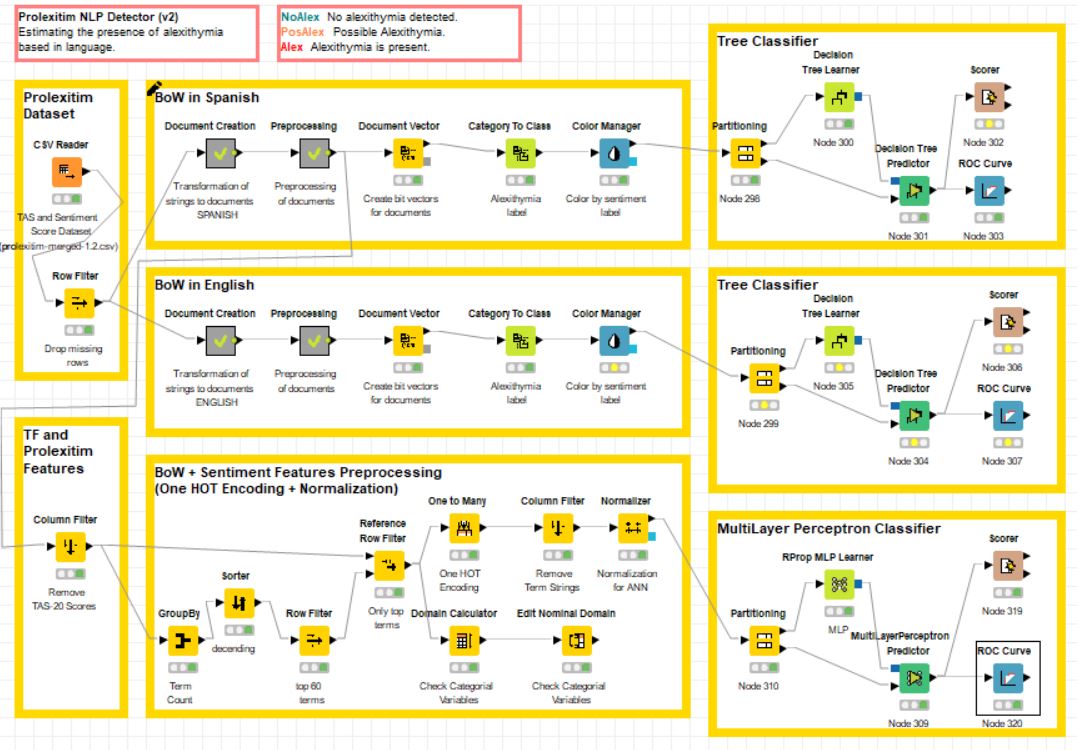 Prolexitim NLP Detector (v2)
Estimating the presence of alexithymia
based in language.
NoAlex No alexithymia detected.
PosAlex Possible Alexithymia.
Alex Alexithymia is present.
Prolexitim
Dataset
CSV Reader
TAS and Sentiment
Score Dataset
(prolexitim-merged-1.2.csv)
Row Filter
Drop missing
rows
BoW in Spanish
Document Creation
Transformation of
strings to documents
SPANISH
Preprocessing
Preprocessing
of documents
Document Vector
Create bit vectors
for documents
Category To Class
Alexithymia
label
Color Manager
Color by sentiment
label
Tree Classifier
Partitioning
Node 298
Decision
Tree Learner
Node 300
Decision Tree
Predictor
Node 301
Scorer
Node 302
ROC Curve
Node 303
BoW in English
Document Creation
Transformation of
strings to documents
ENGLISH
Preprocessing
Preprocessing
of documents
Document Vector
Create bit vectors
for documents
Category To Class
Alexithymia
label
Color Manager
Color by sentiment
label
Tree Classifier
Partitioning
Node 299
Decision
Tree Learner
Node 305
Decision Tree
Predictor
Node 304
Scorer
Node 306
ROC Curve
Node 307
TF and
Prolexitim
Features
Column Filter
Remove
TAS-20 Scores
BoW + Sentiment Features Preprocessing
(One HOT Encoding + Normalization)
GroupBy
Term
Count
Sorter
decending
Row Filter
top 60
terms
Reference
Row Filter
Only top
terms
One to Many
One HOT
Encoding
Column Filter
Remove
Term Strings
Normalizer
Normalization
for ANN
Domain Calculator
Check Categorial
Variables
Edit Nominal Domain
Check Categorial
Variables
MultiLayer Perceptron Classifier
Partitioning
Node 310
RProp MLP Learner
MLP
MultiLayerPerceptron
Predictor
Node 309
Scorer
Node 319
ROC Curve
Node 320